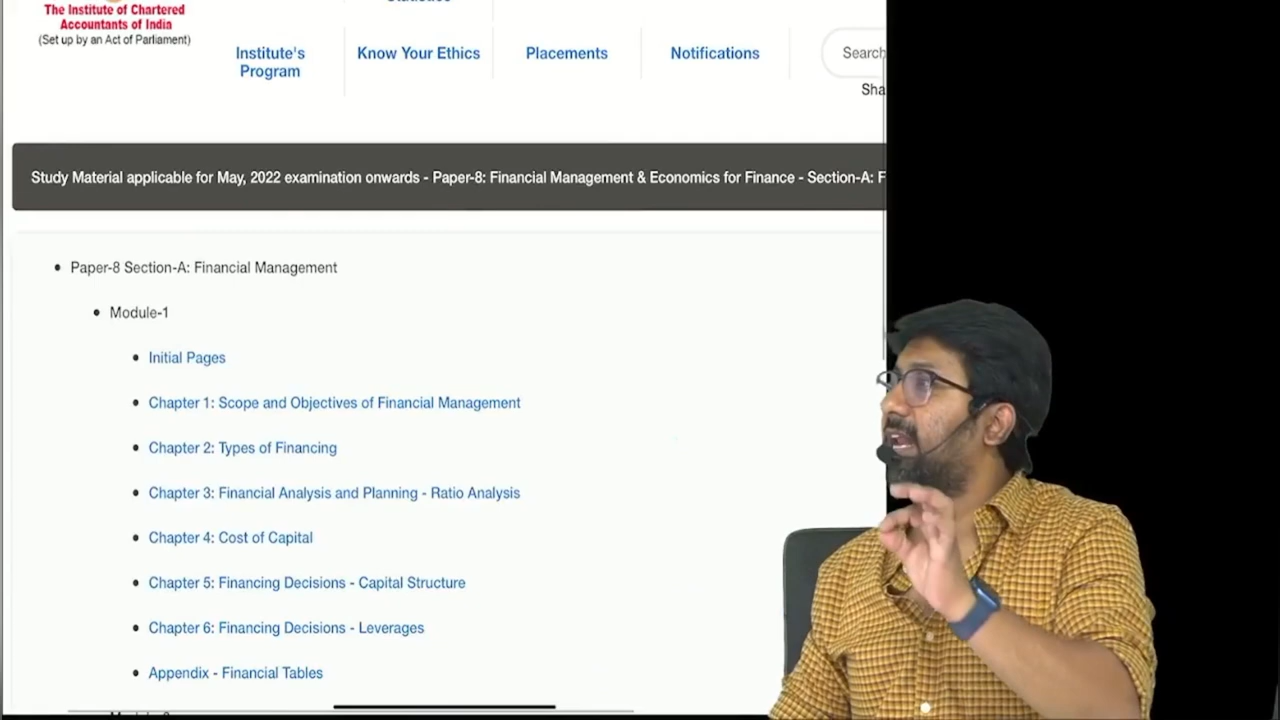 The Institute of Chartered
Accountants of India
(Set up by an Act of Parliament)
Institute's
Program
Know Your Ethics
Placements
Notifications
Search
Sha
Study Material applicable for May, 2022 examination onwards - Paper-8: Financial Management & Economics for Finance - Section-A: F
• Paper-8 Section-A: Financial Management
• Module-1
• Initial Pages
• Chapter 1: Scope and Objectives of Financial Management
• Chapter 2: Types of Financing
• Chapter 3: Financial Analysis and Planning - Ratio Analysis
• Chapter 4: Cost of Capital
• Chapter 5: Financing Decisions - Capital Structure
• Chapter 6: Financing Decisions - Leverages
• Appendix - Financial Tables